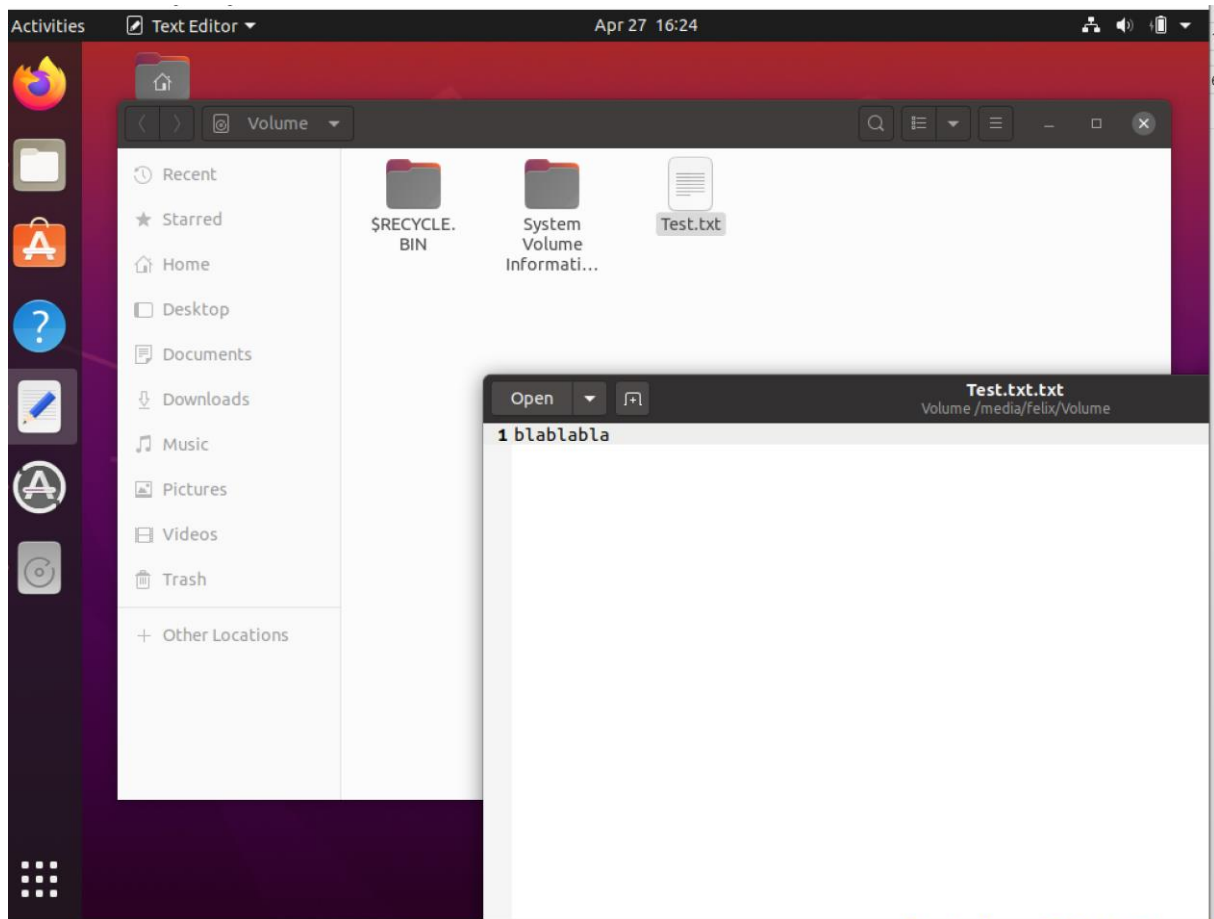 Activities
Text Editor
Apr 27 16:24
Volume
Recent
Starred
Home
Desktop
Documents
Downloads
Music
Pictures
Videos
Trash
+ Other Locations
$RECYCLE.
BIN
System
Volume
Informati...
Test.txt
Open
Test.txt.txt
Volume /media/felix/Volume
1 blablabla